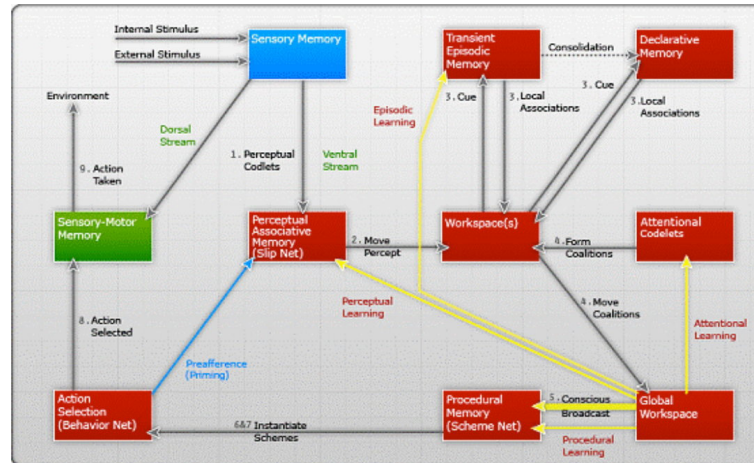 Internal Stimulus
External Stimulus
Sensory Memory
Transient
Episodic
Memory
Consolidation
Declarative
Memory
Environment
Dorsal
Stream
1. Perceptual
Codlets
Ventral
Stream
Episodic
Learning
3. Cue
3. Local
Associations
3. Cue
3. Local
Associations
9. Action
Taken
Sensory-Motor
Memory
Perceptual
Associative
Memory
(Slip Net)
2. Move
Percept
Workspace(s)
4. Form
Coalitions
Attentional
Codelets
8. Action
Selected
Preafference
(Priming)
Perceptual
Learning
4. Move
Coalitions
Attentional
Learning
Action
Selection
(Behavior Net)
6&7 Instantiate
Schemes
Procedural
Memory
(Scheme Net)
5. Conscious
Broadcast
Procedural
Learning
Global
Workspace